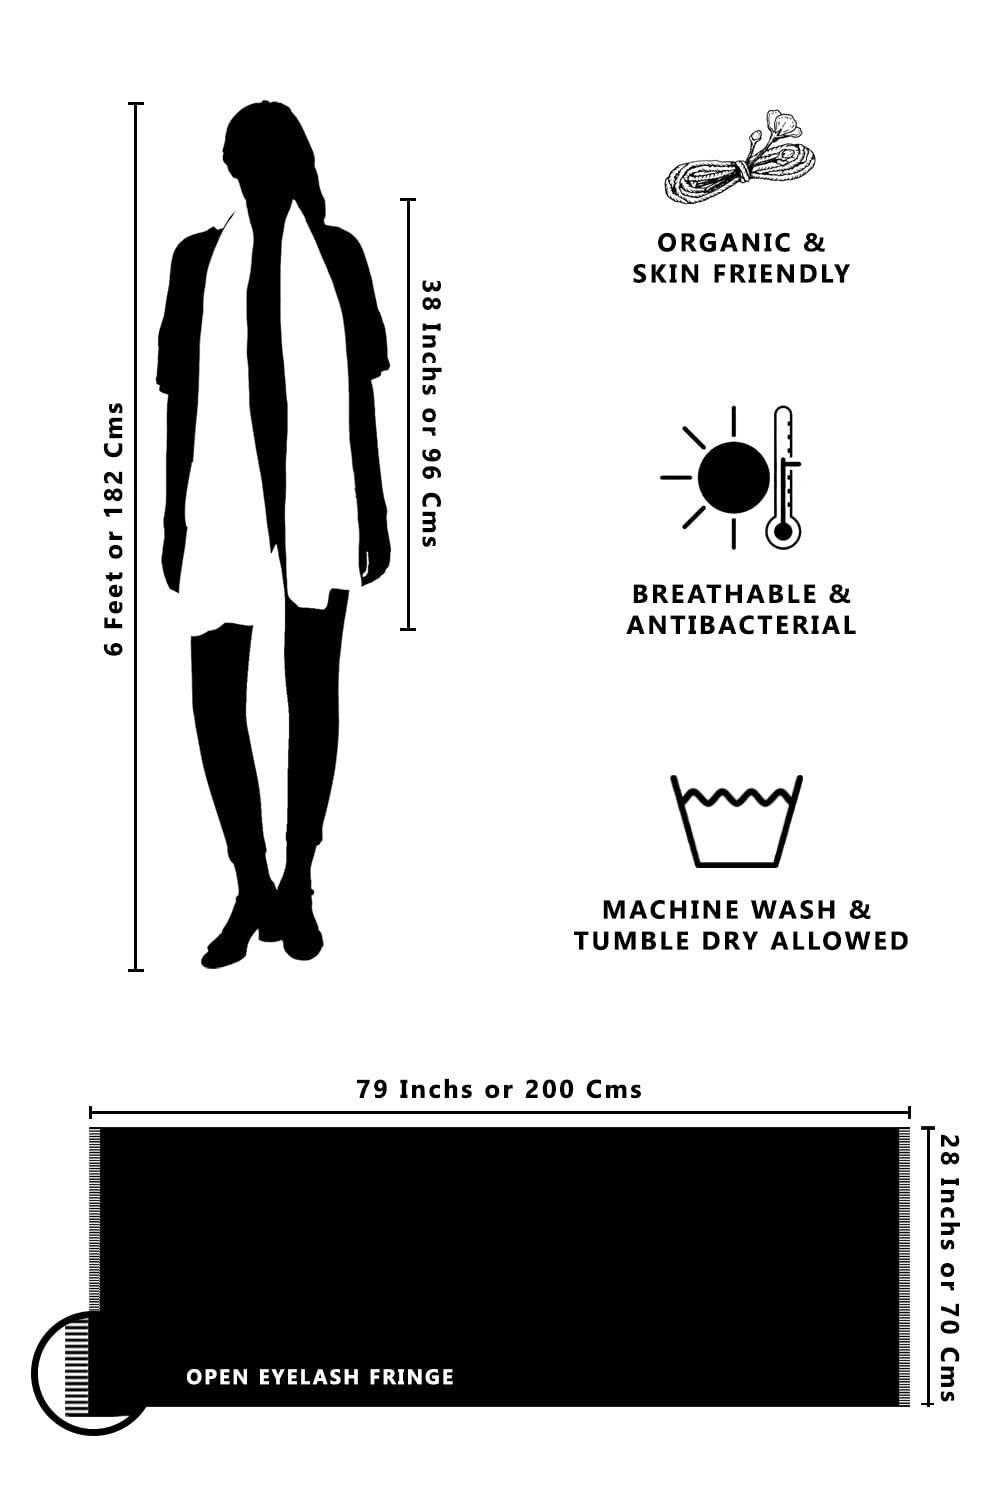 6 Feet or 182 Cms
38 Inchs or 96 Cms
ORGANIC &
SKIN FRIENDLY
BREATHABLE &
ANTIBACTERIAL
MACHINE WASH &
TUMBLE DRY ALLOWED
79 Inchs or 200 Cms
28 Inchs or 70 Cms
OPEN EYELASH FRINGE